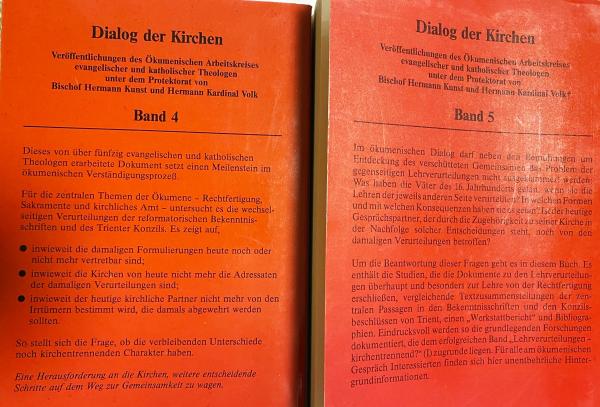 Dialog der Kirchen
Veröffentlichungen des Ökumenischen Arbeitskreises
evangelischer und katholischer Theologen
unter dem Protektorat von
Bischof Hermann Kunst und Hermann Kardinal Volk
Band 4
Dieses von über fünfzig evangelischen und katholischen
Theologen erarbeitete Dokument setzt einen Meilenstein im
ökumenischen Verständigungsprozeß.
Für die zentralen Themen der Ökumene – Rechtfertigung,
Sakramente und kirchliches Amt – untersucht es die wechsel-
seitigen Verurteilungen der reformatorischen Bekenntnis-
schriften und des Trienter Konzils. Es zeigt auf,
● inwieweit die damaligen Formulierungen heute noch oder
nicht mehr vertretbar sind;
● inwieweit die Kirchen von heute nicht mehr die Adressaten
der damaligen Verurteilungen sind;
● inwieweit der heutige kirchliche Partner nicht mehr von den
Irrtümern bestimmt wird, die damals abgewehrt werden
sollten.
So stellt sich die Frage, ob die verbleibenden Unterschiede
noch kirchentrennenden Charakter haben.
Eine Herausforderung an die Kirchen, weitere entscheidende
Schritte auf dem Weg zur Gemeinsamkeit zu wagen.
Dialog der Kirchen
Veröffentlichungen des Ökumenischen Arbeitskreises
evangelischer und katholischer Theologen
unter dem Protektorat von
Bischof Hermann Kunst und Hermann Kardinal Volk†
Band 5
Im ökumenischen Dialog darf neben den Bemühungen um
Entdeckung des verschütteten Gemeinsamen das Problem der
gegenseitigen Lehrverurteilungen nicht ausgeklammert werden:
Was haben die Väter des 16. Jahrhunderts getan, wenn sie die
Lehren der jeweils anderen Seite verurteilten? In welchen Formen
und mit welchen Konsequenzen haben sie es getan? Ist der heutige
Gesprächspartner, der durch die Zugehörigkeit zu seiner Kirche in
der Nachfolge solcher Entscheidungen steht, noch von den
damaligen Verurteilungen betroffen?
Um die Beantwortung dieser Fragen geht es in diesem Buch. Es
enthält die Studien, die die Dokumente zu den Lehrverurteilun-
gen überhaupt und besonders zur Lehre von der Rechtfertigung
erschließen, vergleichende Textzusammenstellungen der zen-
tralen Passagen in den Bekenntnisschriften und den Konzils-
beschlüssen von Trient, einen „Werkstattbericht" und Bibliogra-
phien. Eindrucksvoll werden so die grundlegenden Forschungen
dokumentiert, die dem erfolgreichen Band „Lehrverurteilungen –
kirchentrennend?" (I) zugrunde liegen. Für alle am ökumenischen
Gespräch Interessierten finden sich hier unentbehrliche Hinter-
grundinformationen.